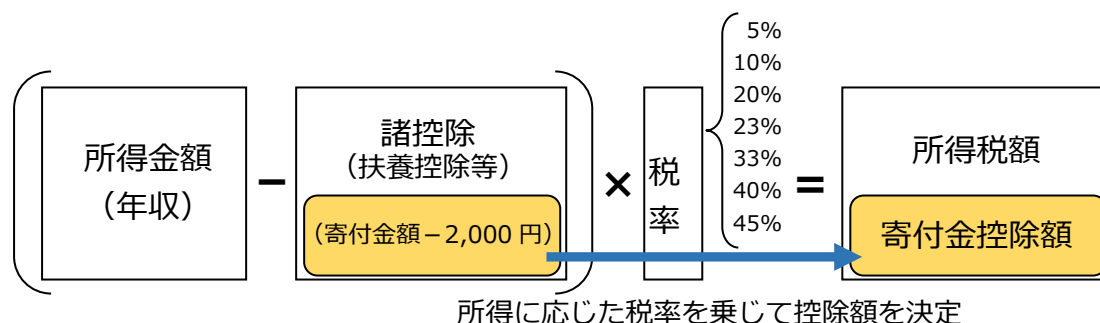 所得金額
（年収）
－
諸控除
（扶養控除等）
（寄付金額－2,000 円）
×
税
率
5%
10%
20%
23%
33%
40%
45%
=
所得税額
寄付金控除額
所得に応じた税率を乗じて控除額を決定